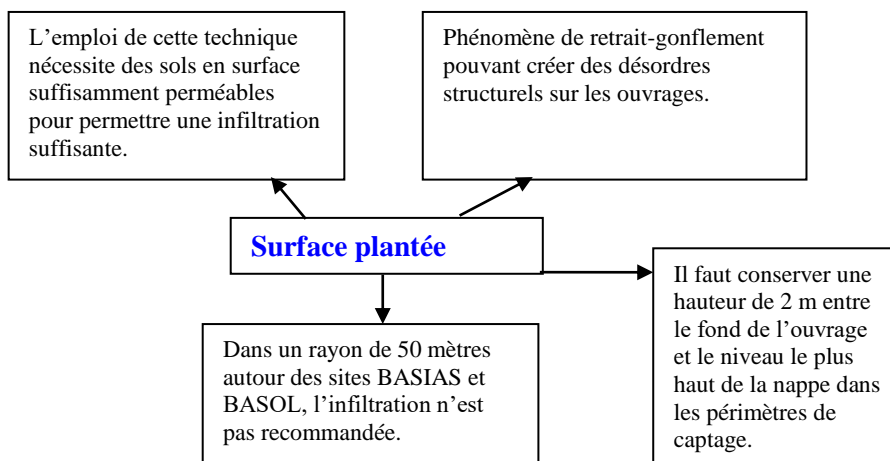 L’emploi de cette technique
nécessite des sols en surface
suffisamment perméables
pour permettre une infiltration
suffisante.
Phénomène de retrait-gonflement
pouvant créer des désordres
structurels sur les ouvrages.
Surface plantée
Il faut conserver une
hauteur de 2 m entre
le fond de l’ouvrage
et le niveau le plus
haut de la nappe dans
les périmètres de
captage.
Dans un rayon de 50 mètres
autour des sites BASIAS et
BASOL, l’infiltration n’est
pas recommandée.